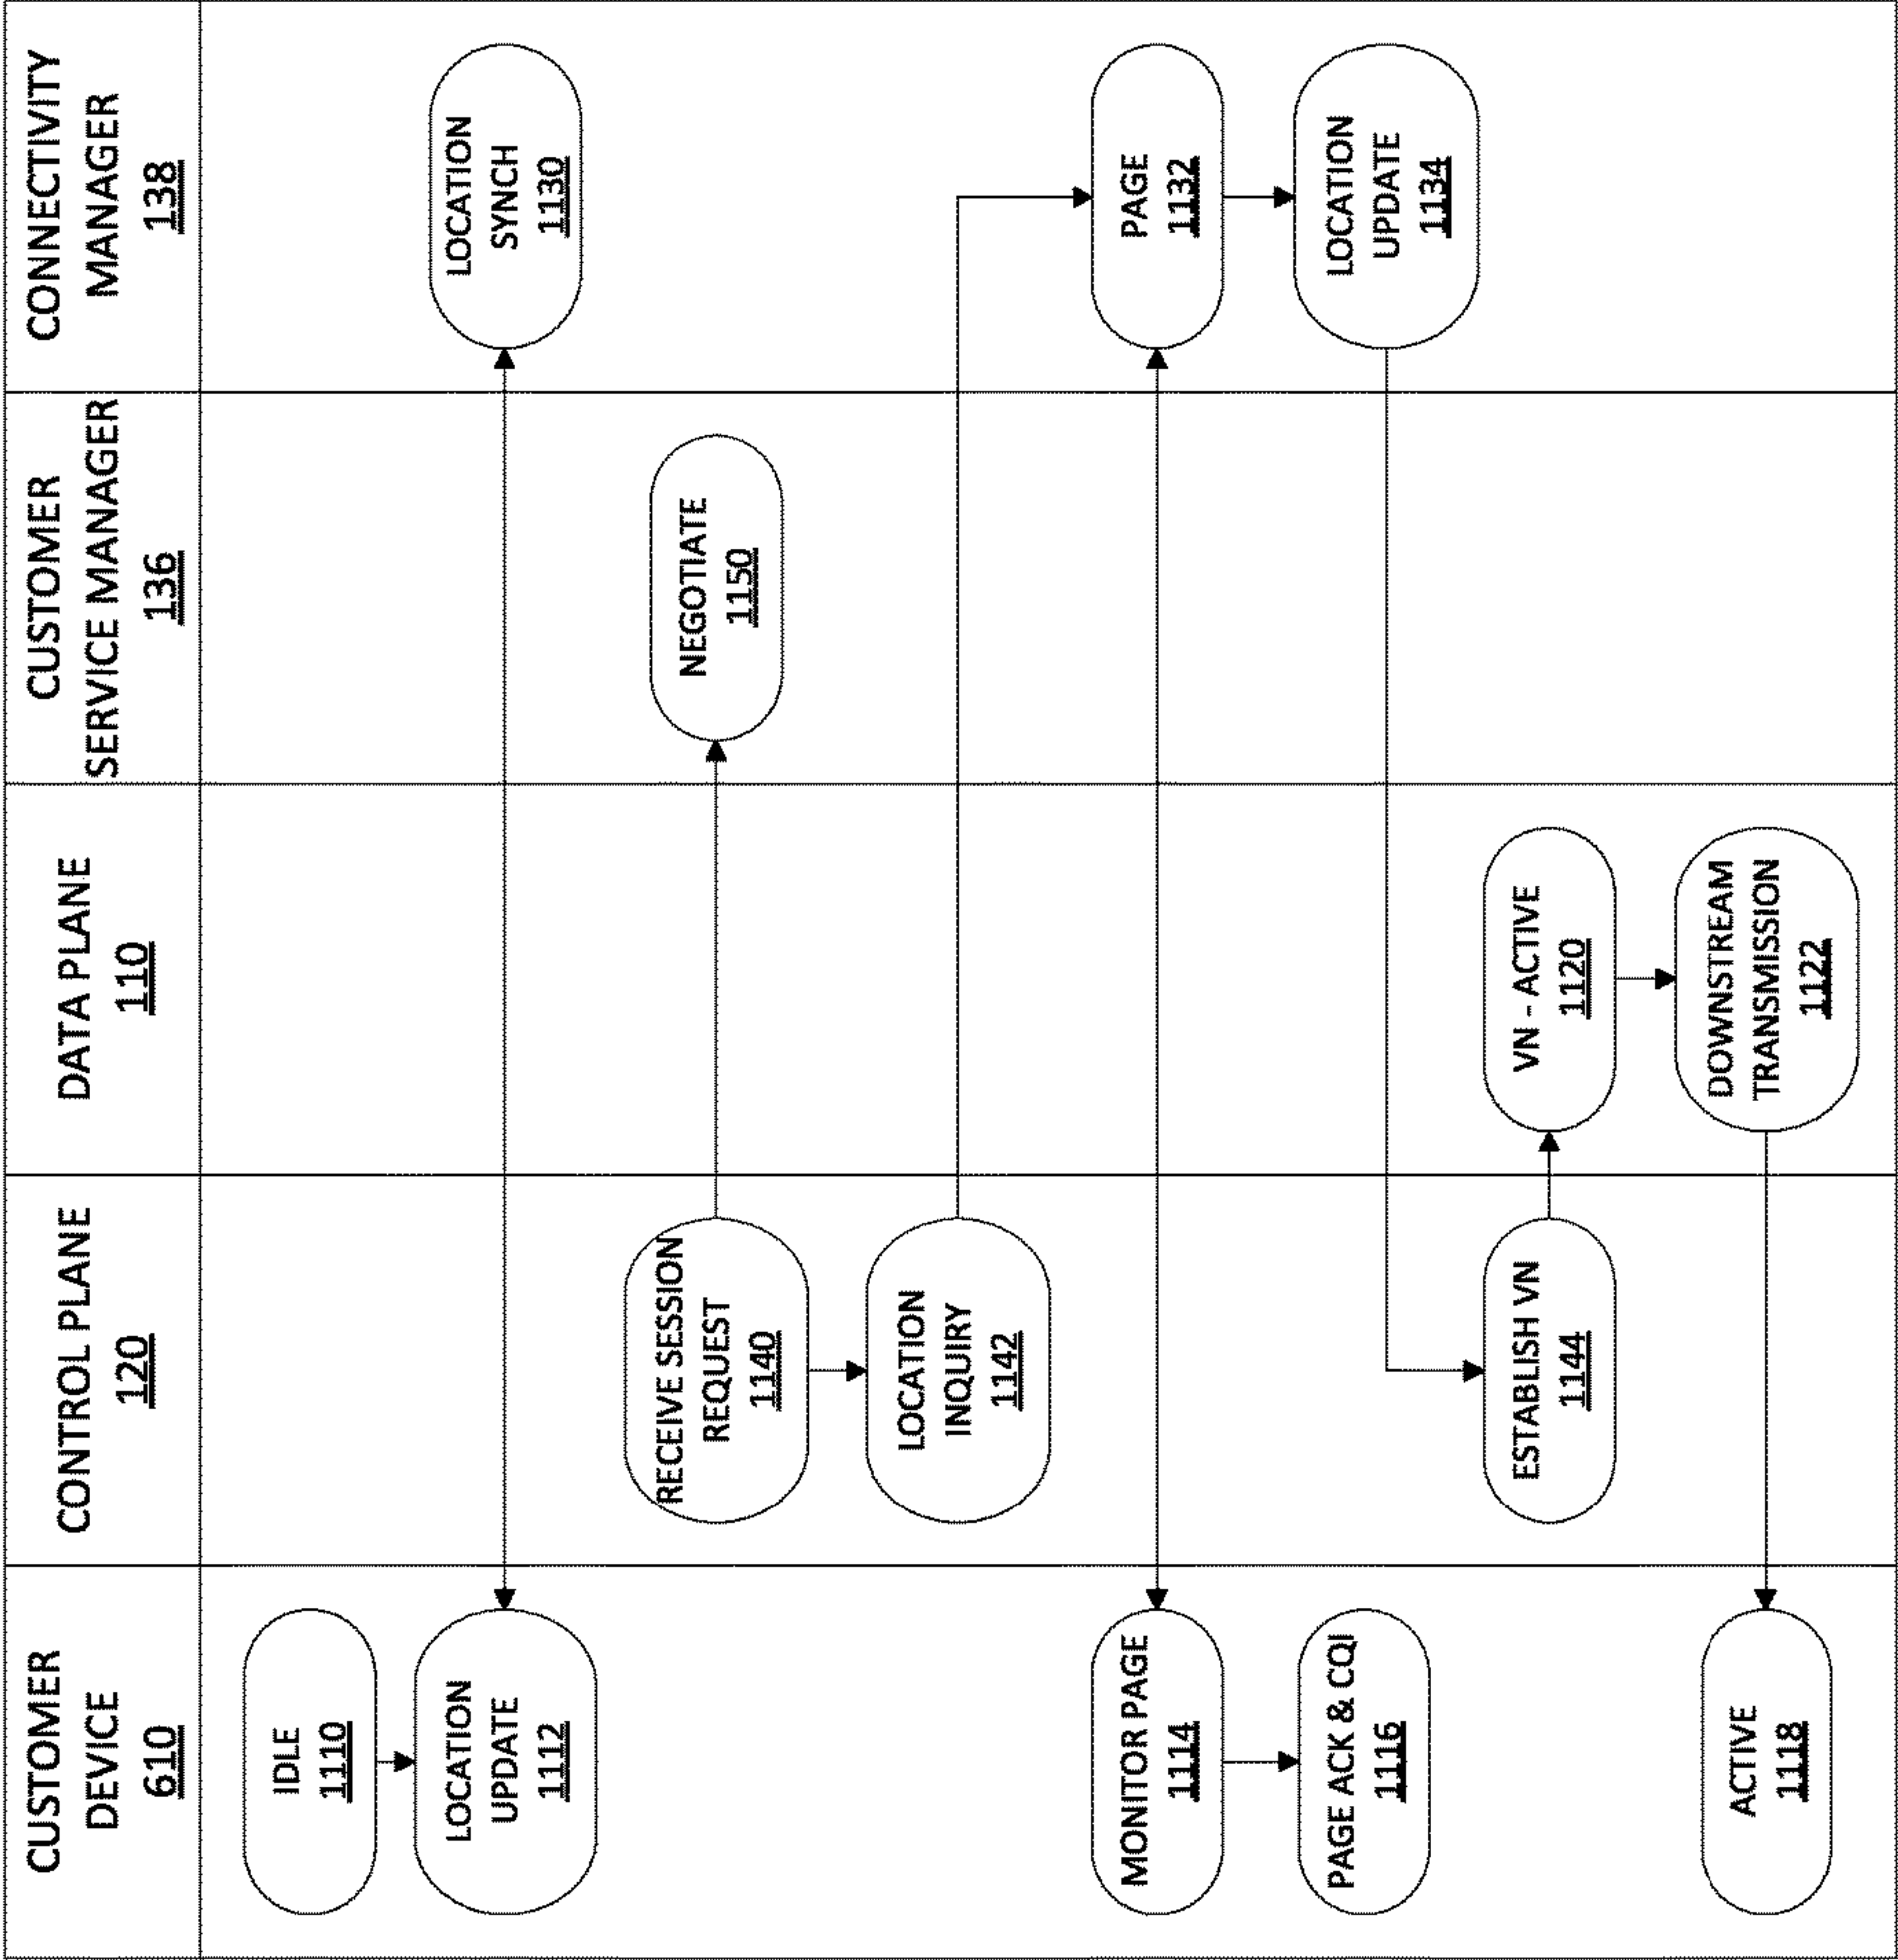 CUSTOMER
DEVICE
610
CONTROL PLANE
120
DATA PLANE
110
CUSTOMER
SERVICE MANAGER
136
CONNECTIVITY
MANAGER
138
IDLE
1110
LOCATION
UPDATE
1112
LOCATION
SYNCH
1130
RECEIVE SESSION
REQUEST
1140
NEGOTIATE
1150
LOCATION
INQUIRY
1142
MONITOR PAGE
1114
PAGE
1132
PAGE ACK & CQI
1116
LOCATION
UPDATE
1134
ESTABLISH VN
1144
VN - ACTIVE
1120
ACTIVE
1118
DOWNSTREAM
TRANSMISSION
1122